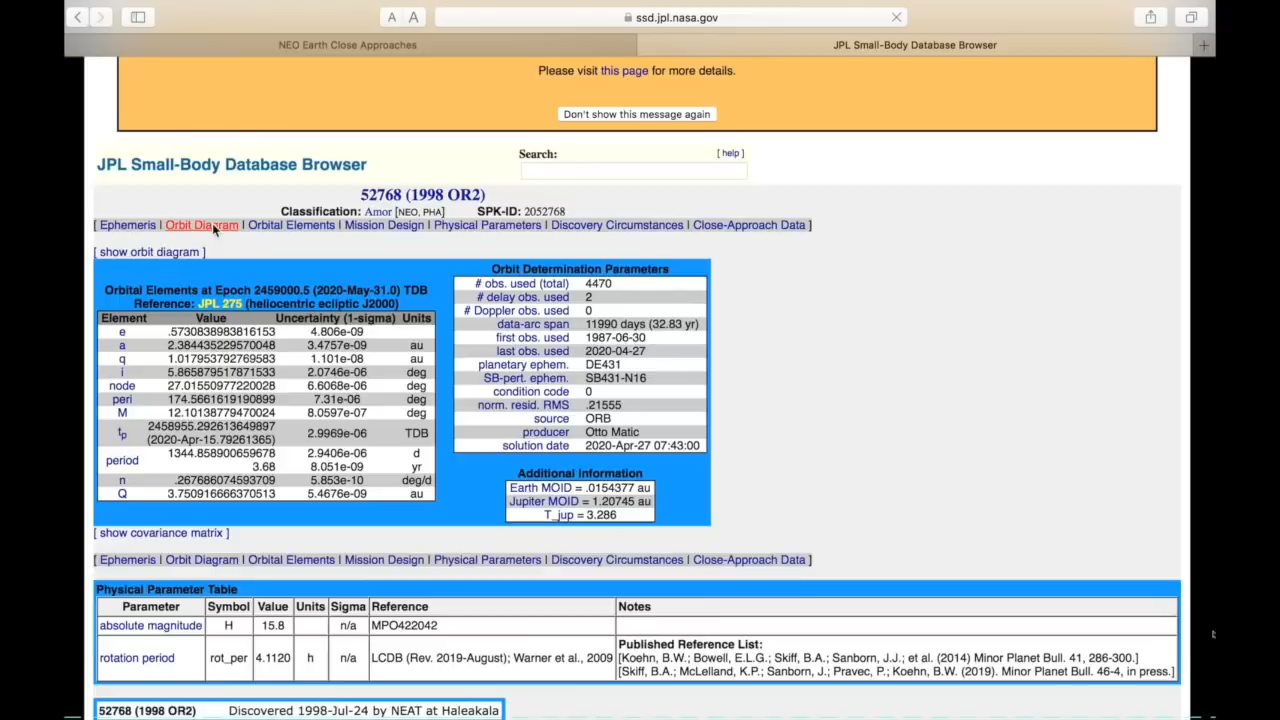 A A
ssd.jpl.nasa.gov
NEO Earth Close Approaches
JPL Small-Body Database Browser
Please visit this page for more details.
Don't show this message again
JPL Small-Body Database Browser
Search:
[ help ]
52768 (1998 OR2)
Classification: Amor [NEO, PHA] SPK-ID: 2052768
[ Ephemeris | Orbit Diagram | Orbital Elements | Mission Design | Physical Parameters | Discovery Circumstances | Close-Approach Data ]
[ show orbit diagram ]
Orbital Elements at Epoch 2459000.5 (2020-May-31.0) TDB
Reference: JPL 275 (heliocentric ecliptic J2000)
Element Value Uncertainty (1-sigma) Units
e .5730838983816153 4.806e-09
a 2.384435229570048 3.4757e-09 au
q 1.017953792769583 1.101e-08 au
i 5.865879517871533 2.0746e-06 deg
node 27.01550977220028 6.6068e-06 deg
peri 174.5661619190899 7.31e-06 deg
M 12.10138779470024 8.0597e-07 deg
tp 2458955.292613649897 (2020-Apr-15.79261365) 2.9969e-06 TDB
period 1344.858900659678 2.9406e-06 d
3.68 8.051e-09 yr
n .267686074593709 5.853e-10 deg/d
Q 3.750916666370513 5.4676e-09 au
Orbit Determination Parameters
# obs. used (total) 4470
# delay obs. used 2
# Doppler obs. used 0
data-arc span 11990 days (32.83 yr)
first obs. used 1987-06-30
last obs. used 2020-04-27
planetary ephem. DE431
SB-pert. ephem. SB431-N16
condition code 0
norm. resid. RMS .21555
source ORB
producer Otto Matic
solution date 2020-Apr-27 07:43:00
Additional Information
Earth MOID = .0154377 au
Jupiter MOID = 1.20745 au
T_jup = 3.286
[ show covariance matrix ]
[ Ephemeris | Orbit Diagram | Orbital Elements | Mission Design | Physical Parameters | Discovery Circumstances | Close-Approach Data ]
Physical Parameter Table
Parameter Symbol Value Units Sigma Reference Notes
absolute magnitude H 15.8 n/a MPO422042
rotation period rot_per 4.1120 h n/a LCDB (Rev. 2019-August); Warner et al., 2009
Published Reference List:
[Koehn, B.W.; Bowell, E.L.G.; Skiff, B.A.; Sanborn, J.J.; et al. (2014) Minor Planet Bull. 41, 286-300.]
[Skiff, B.A.; McLelland, K.P.; Sanborn, J.; Pravec, P.; Koehn, B.W. (2019). Minor Planet Bull. 46-4, in press.]
52768 (1998 OR2) Discovered 1998-Jul-24 by NEAT at Haleakala